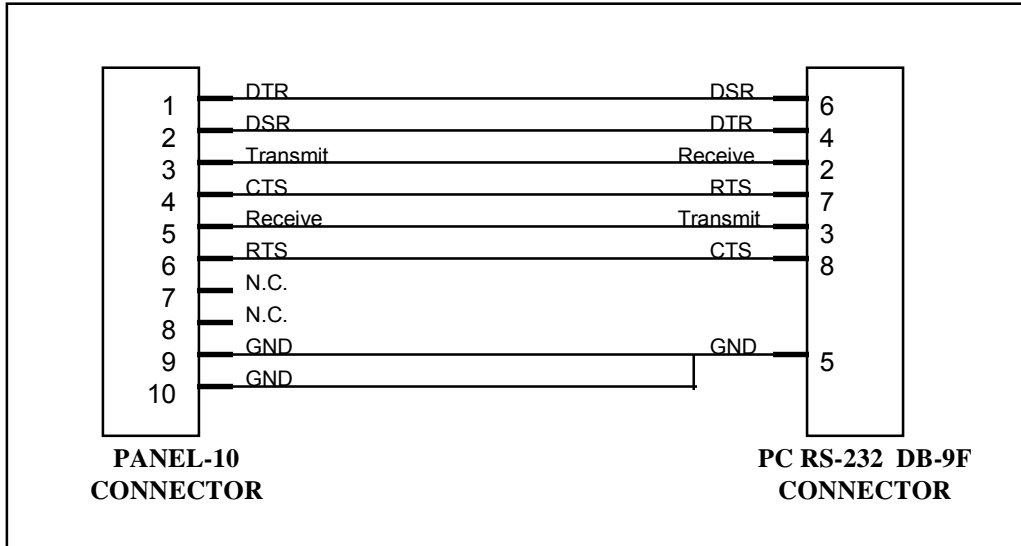 DTR DSR
1 6
DSR DTR
2 4
Transmit Receive
3 2
CTS RTS
4 7
Receive Transmit
5 3
RTS CTS
6 8
N.C.
7
N.C.
8
GND GND
9 5
GND
10
PANEL-10 PC RS-232 DB-9F
CONNECTOR CONNECTOR